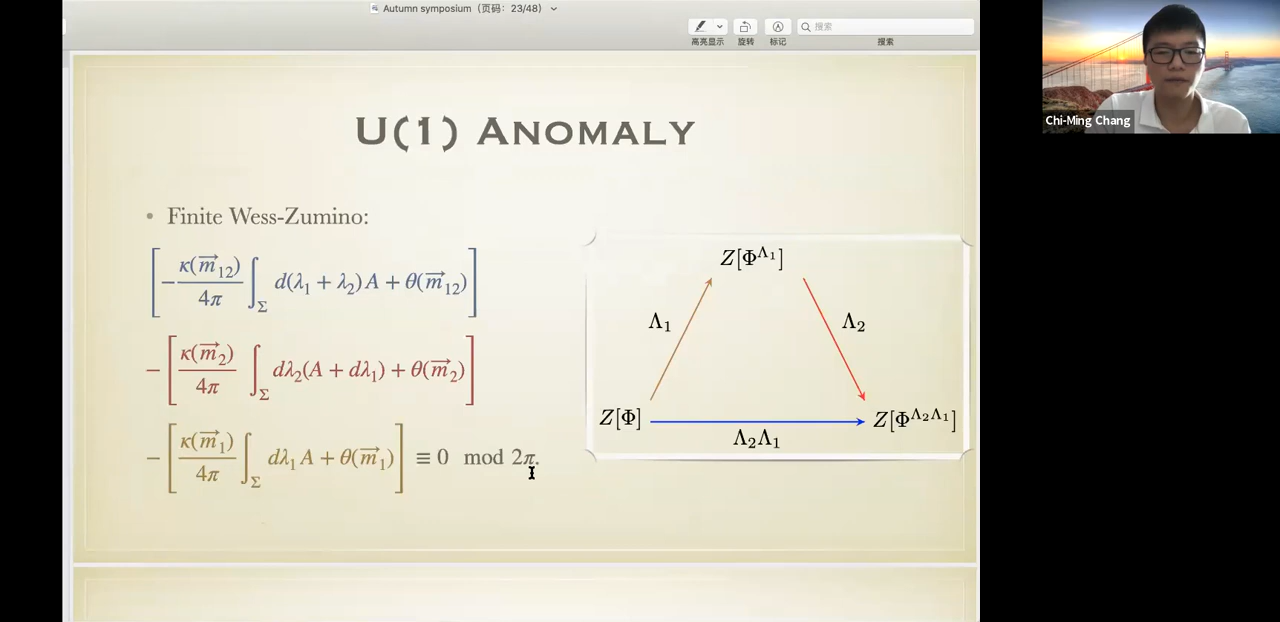 Autumn symposium（页码：23/48）
高亮显示
旋转
标记
搜索
搜索
Chi-Ming Chang
U(1) ANOMALY
• Finite Wess-Zumino:
[−κ(m⃗₁₂)/4π ∫_Σ d(λ₁ + λ₂)A + θ(m⃗₁₂)]
− [κ(m⃗₂)/4π ∫_Σ dλ₂(A + dλ₁) + θ(m⃗₂)]
− [κ(m⃗₁)/4π ∫_Σ dλ₁A + θ(m⃗₁)] ≡ 0 mod 2π.
Z[Φ^Λ₁]
Λ₁
Λ₂
Z[Φ]
Z[Φ^Λ₂Λ₁]
Λ₂Λ₁